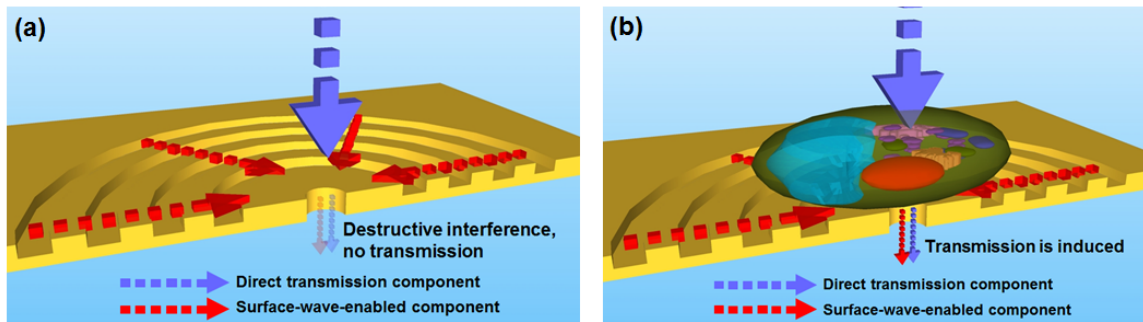 (a)
Destructive interference,
no transmission
Direct transmission component
Surface-wave-enabled component
(b)
Transmission is induced
Direct transmission component
Surface-wave-enabled component